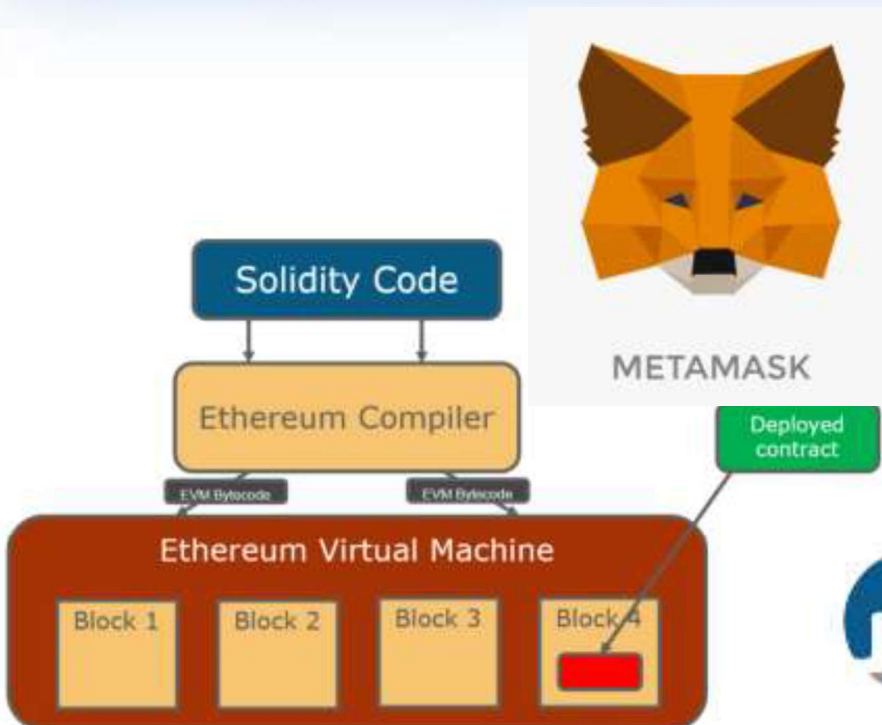 METAMASK
Solidity Code
Ethereum Compiler
Deployed
contract
EVM Bytecode
EVM Bytecode
Ethereum Virtual Machine
Block 1
Block 2
Block 3
Block 4